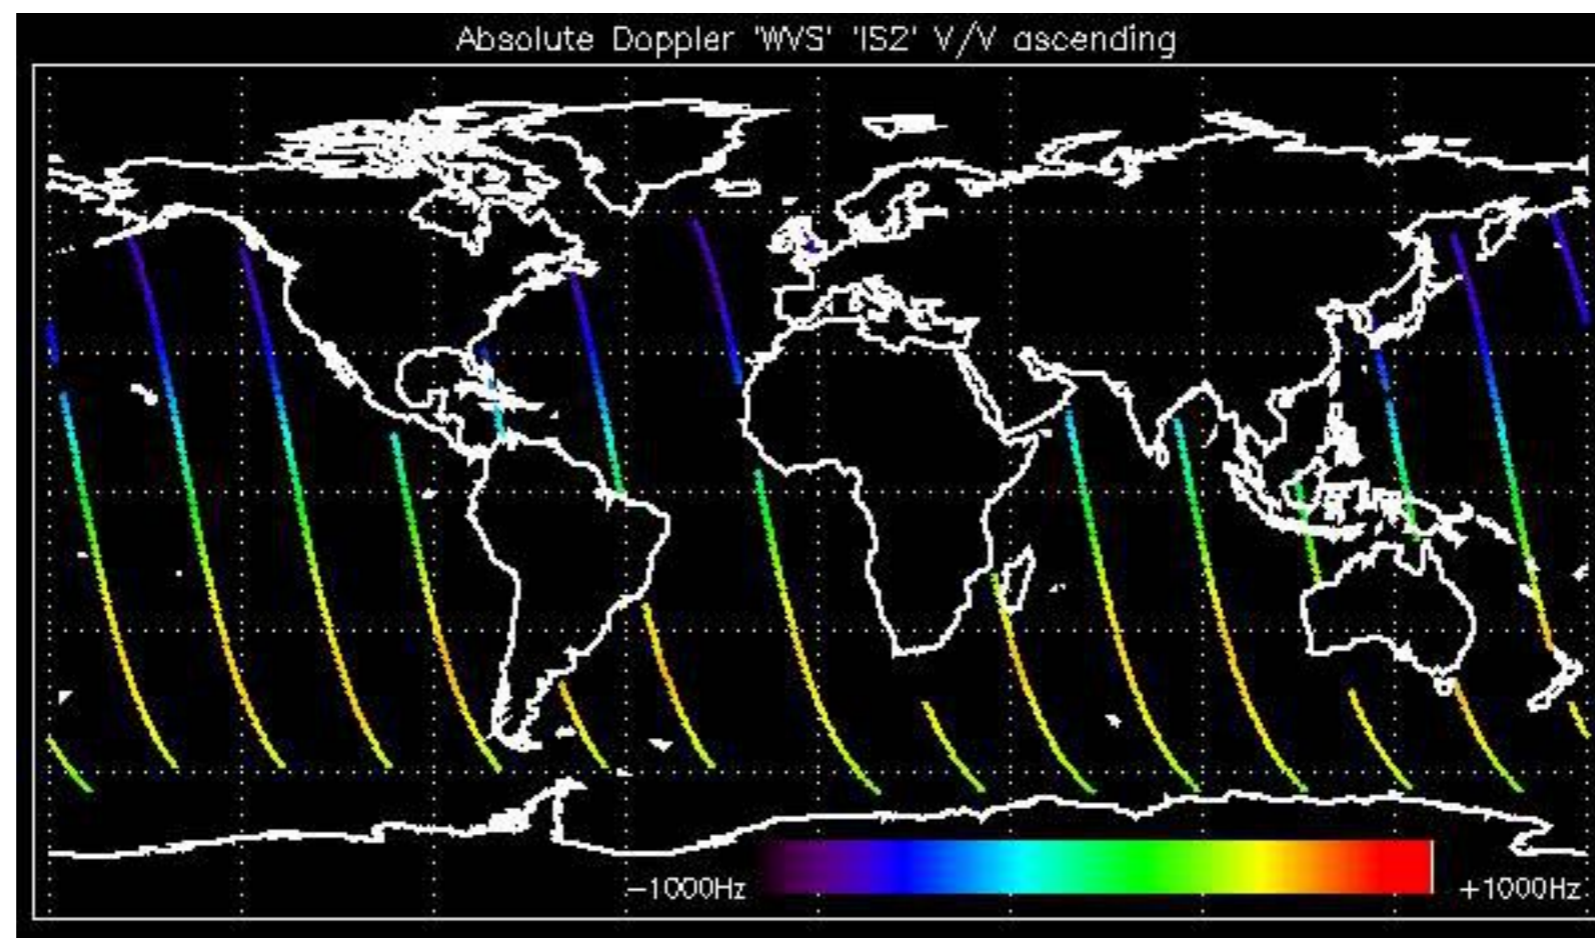 Absolute Doppler 'WVS' 'IS2' V/V ascending
−1000Hz
+1000Hz